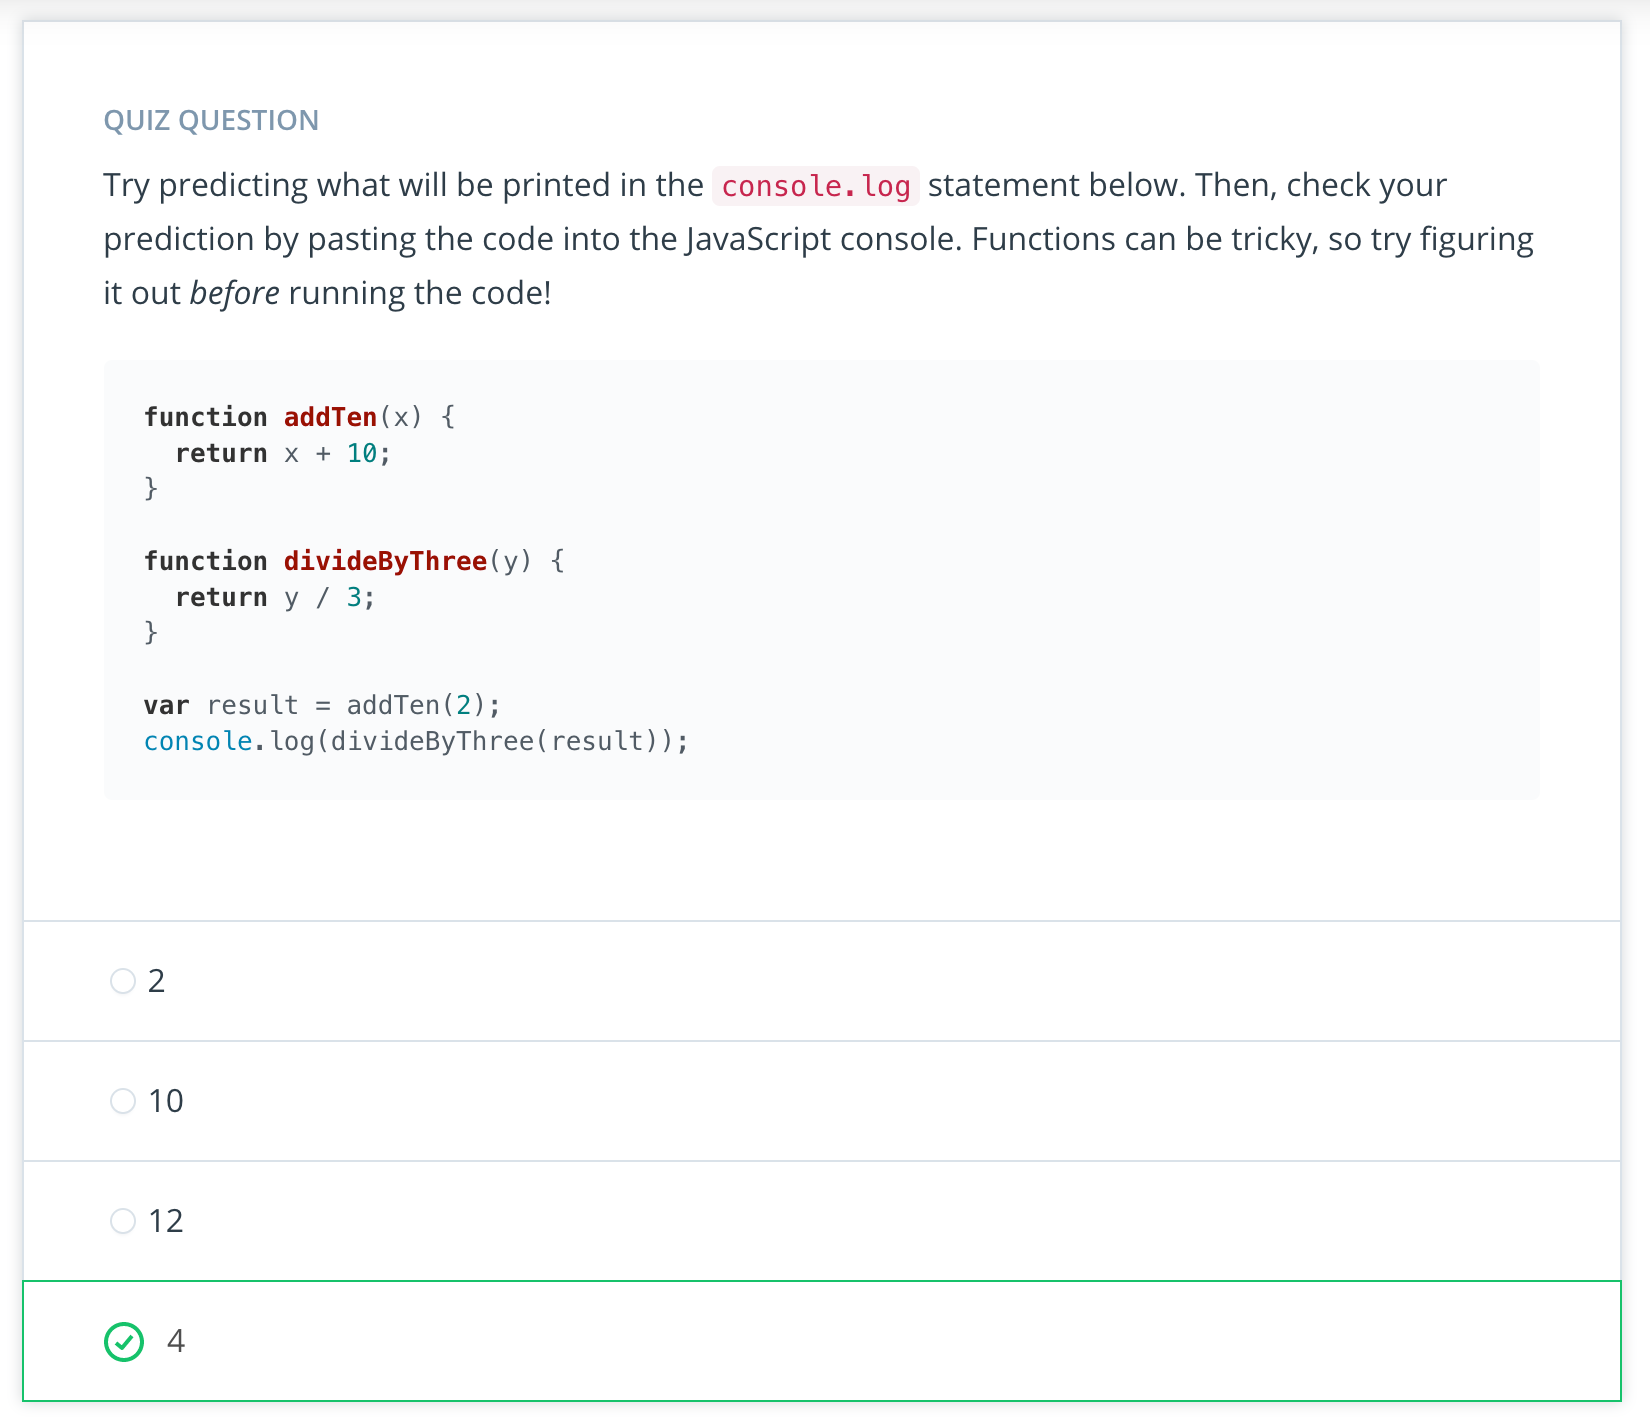 QUIZ QUESTION
Try predicting what will be printed in the console.log statement below. Then, check your
prediction by pasting the code into the JavaScript console. Functions can be tricky, so try figuring
it out before running the code!
function addTen(x) {
  return x + 10;
}
function divideByThree(y) {
  return y / 3;
}
var result = addTen(2);
console.log(divideByThree(result));
2
10
12
4